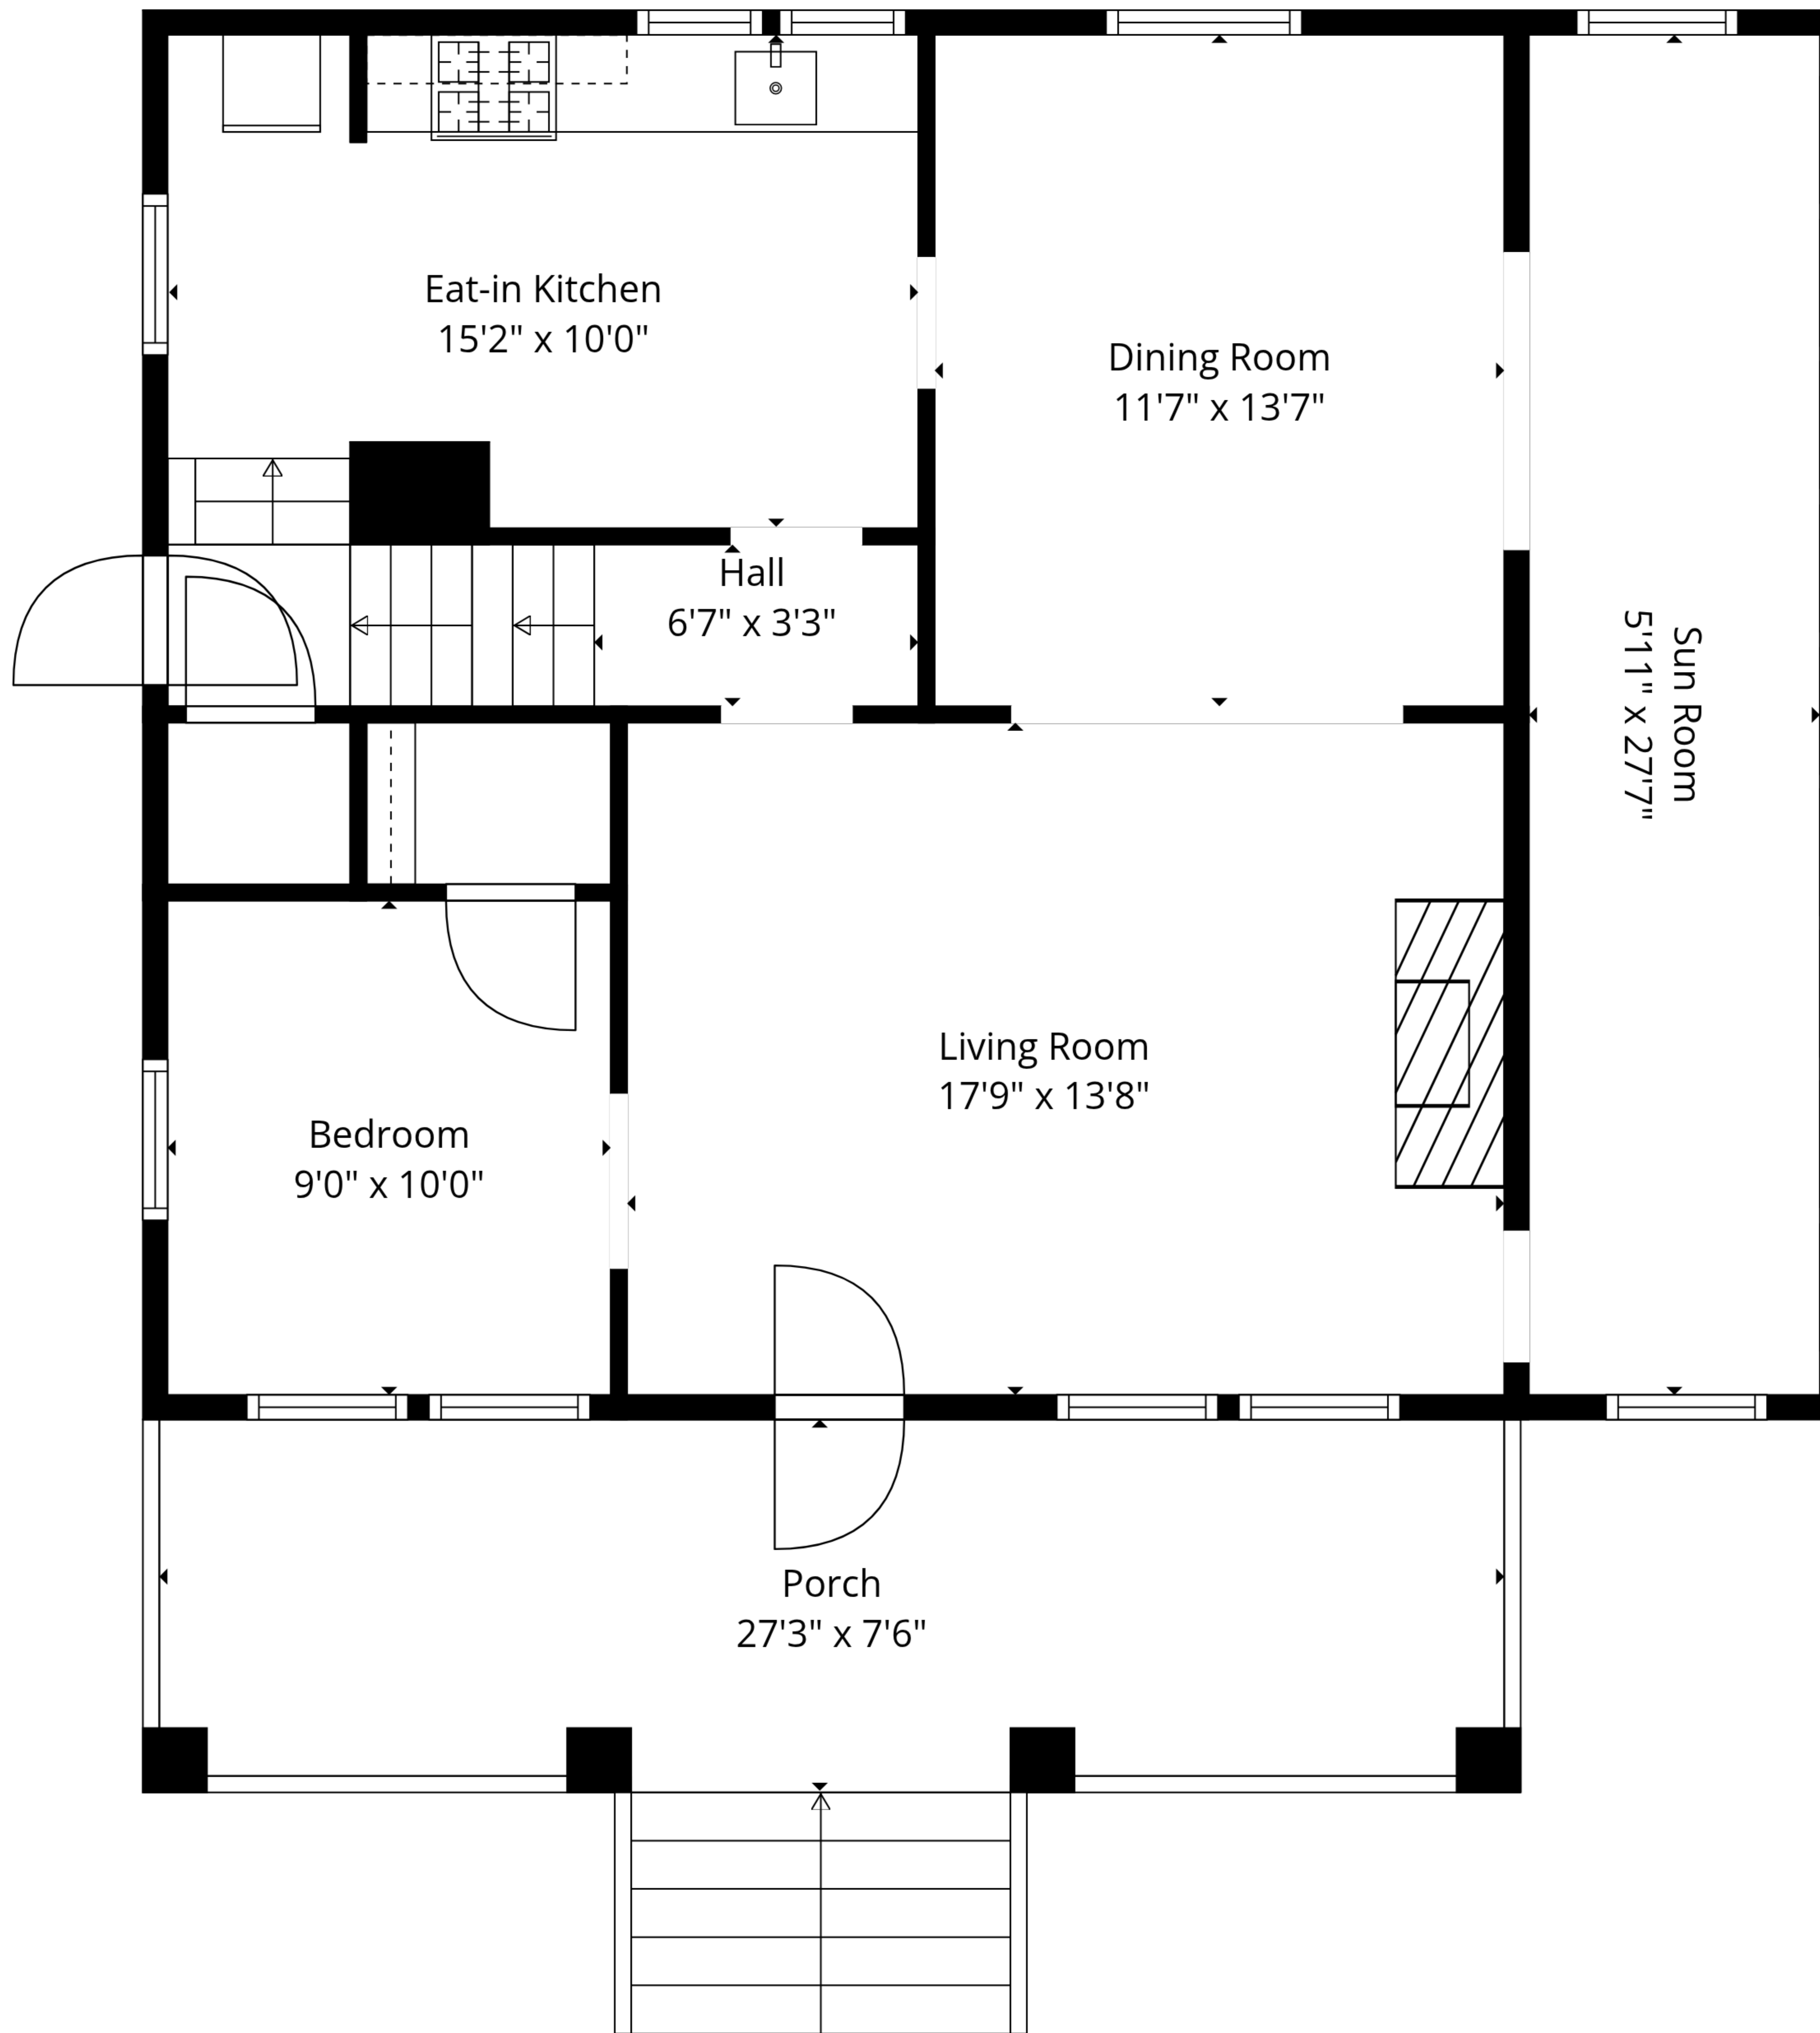 Eat-in Kitchen
15'2" x 10'0"
Dining Room
11'7" x 13'7"
Hall
6'7" x 3'3"
Sun Room
5'11" x 27'7"
Living Room
17'9" x 13'8"
Bedroom
9'0" x 10'0"
Porch
27'3" x 7'6"